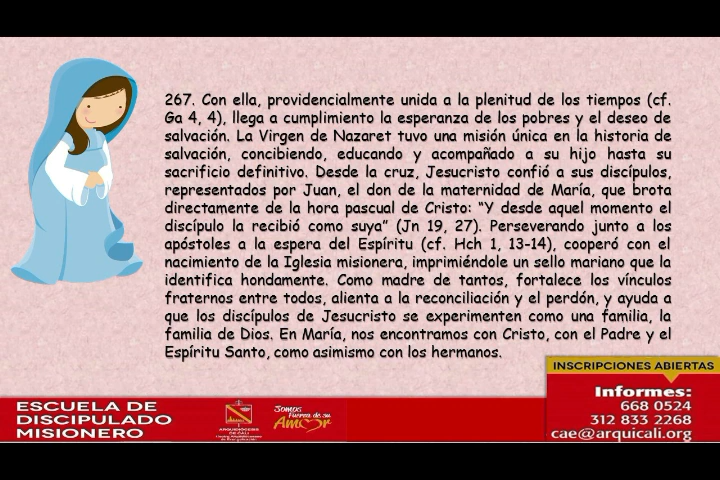 267. Con ella, providencialmente unida a la plenitud de los tiempos (cf.
Ga 4, 4), llega a cumplimiento la esperanza de los pobres y el deseo de
salvación. La Virgen de Nazaret tuvo una misión única en la historia de
salvación, concibiendo, educando y acompañado a su hijo hasta su
sacrificio definitivo. Desde la cruz, Jesucristo confió a sus discípulos,
representados por Juan, el don de la maternidad de María, que brota
directamente de la hora pascual de Cristo: “Y desde aquel momento el
discípulo la recibió como suya” (Jn 19, 27). Perseverando junto a los
apóstoles a la espera del Espíritu (cf. Hch 1, 13-14), cooperó con el
nacimiento de la Iglesia misionera, imprimiéndole un sello mariano que la
identifica hondamente. Como madre de tantos, fortalece los vínculos
fraternos entre todos, alienta a la reconciliación y el perdón, y ayuda a
que los discípulos de Jesucristo se experimenten como una familia, la
familia de Dios. En María, nos encontramos con Cristo, con el Padre y el
Espíritu Santo, como asimismo con los hermanos.
INSCRIPCIONES ABIERTAS
Informes:
668 0524
312 833 2268
cae@arquicali.org
ESCUELA DE
DISCIPULADO
MISIONERO
ARQUIDIÓCESIS
DE CALI
Somos
Fuerza de su
Amor